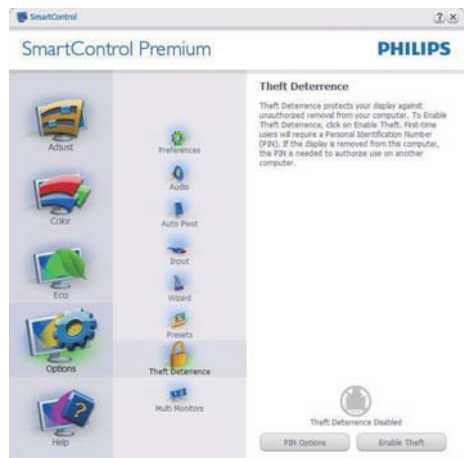 SmartControl
SmartControl Premium
PHILIPS
Adjust
Color
Eco
Options
Help
Preferences
Audio
Auto Pivot
Input
Wizard
Presets
Theft Deterrence
Multi Monitors
Theft Deterrence
Theft Deterrence protects your display against
unauthorized removal from your computer. To Enable
Theft Deterrence, click on Enable Theft. First-time
users will require a Personal Identification Number
(PIN). If the display is removed from this computer,
this PIN is needed to authorize use on another
computer.
Theft Deterrence Disabled
PIN Options
Enable Theft